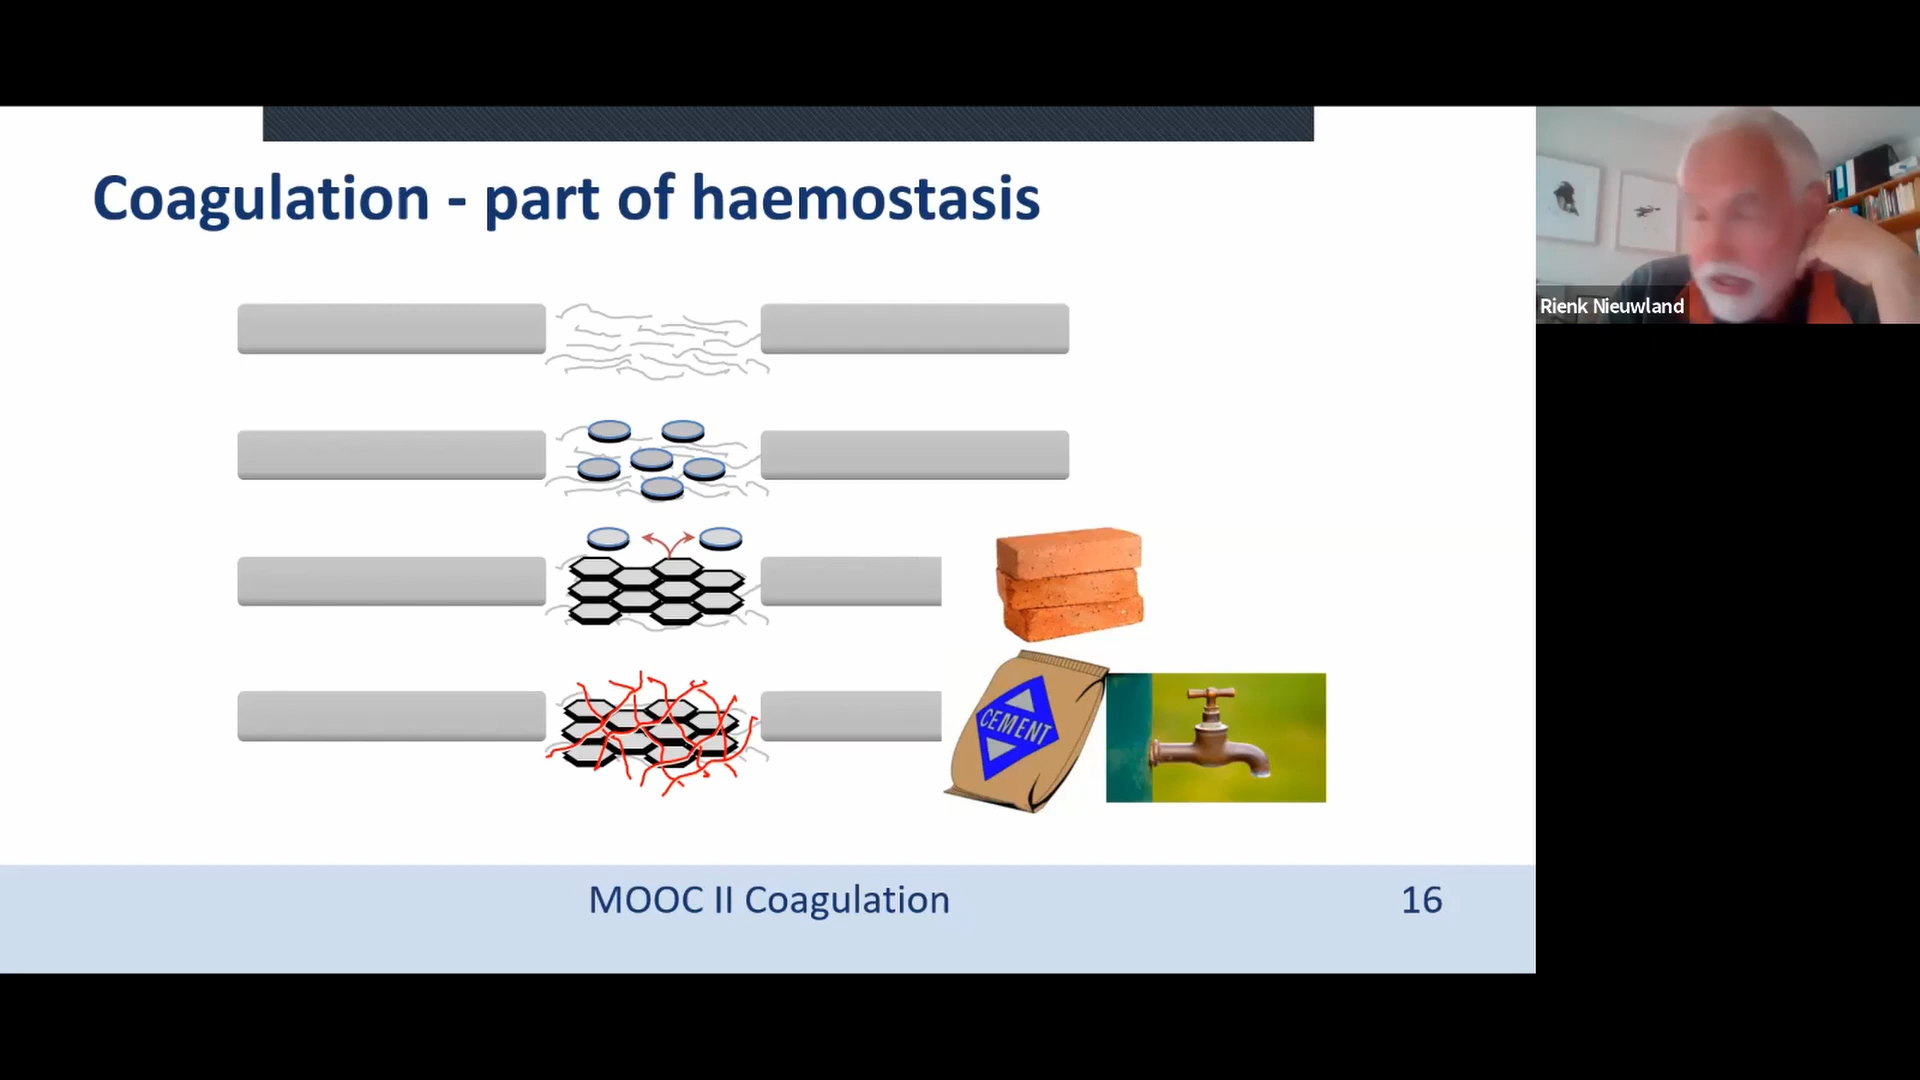 Coagulation - part of haemostasis
Rienk Nieuwland
CEMENT
MOOC II Coagulation
16